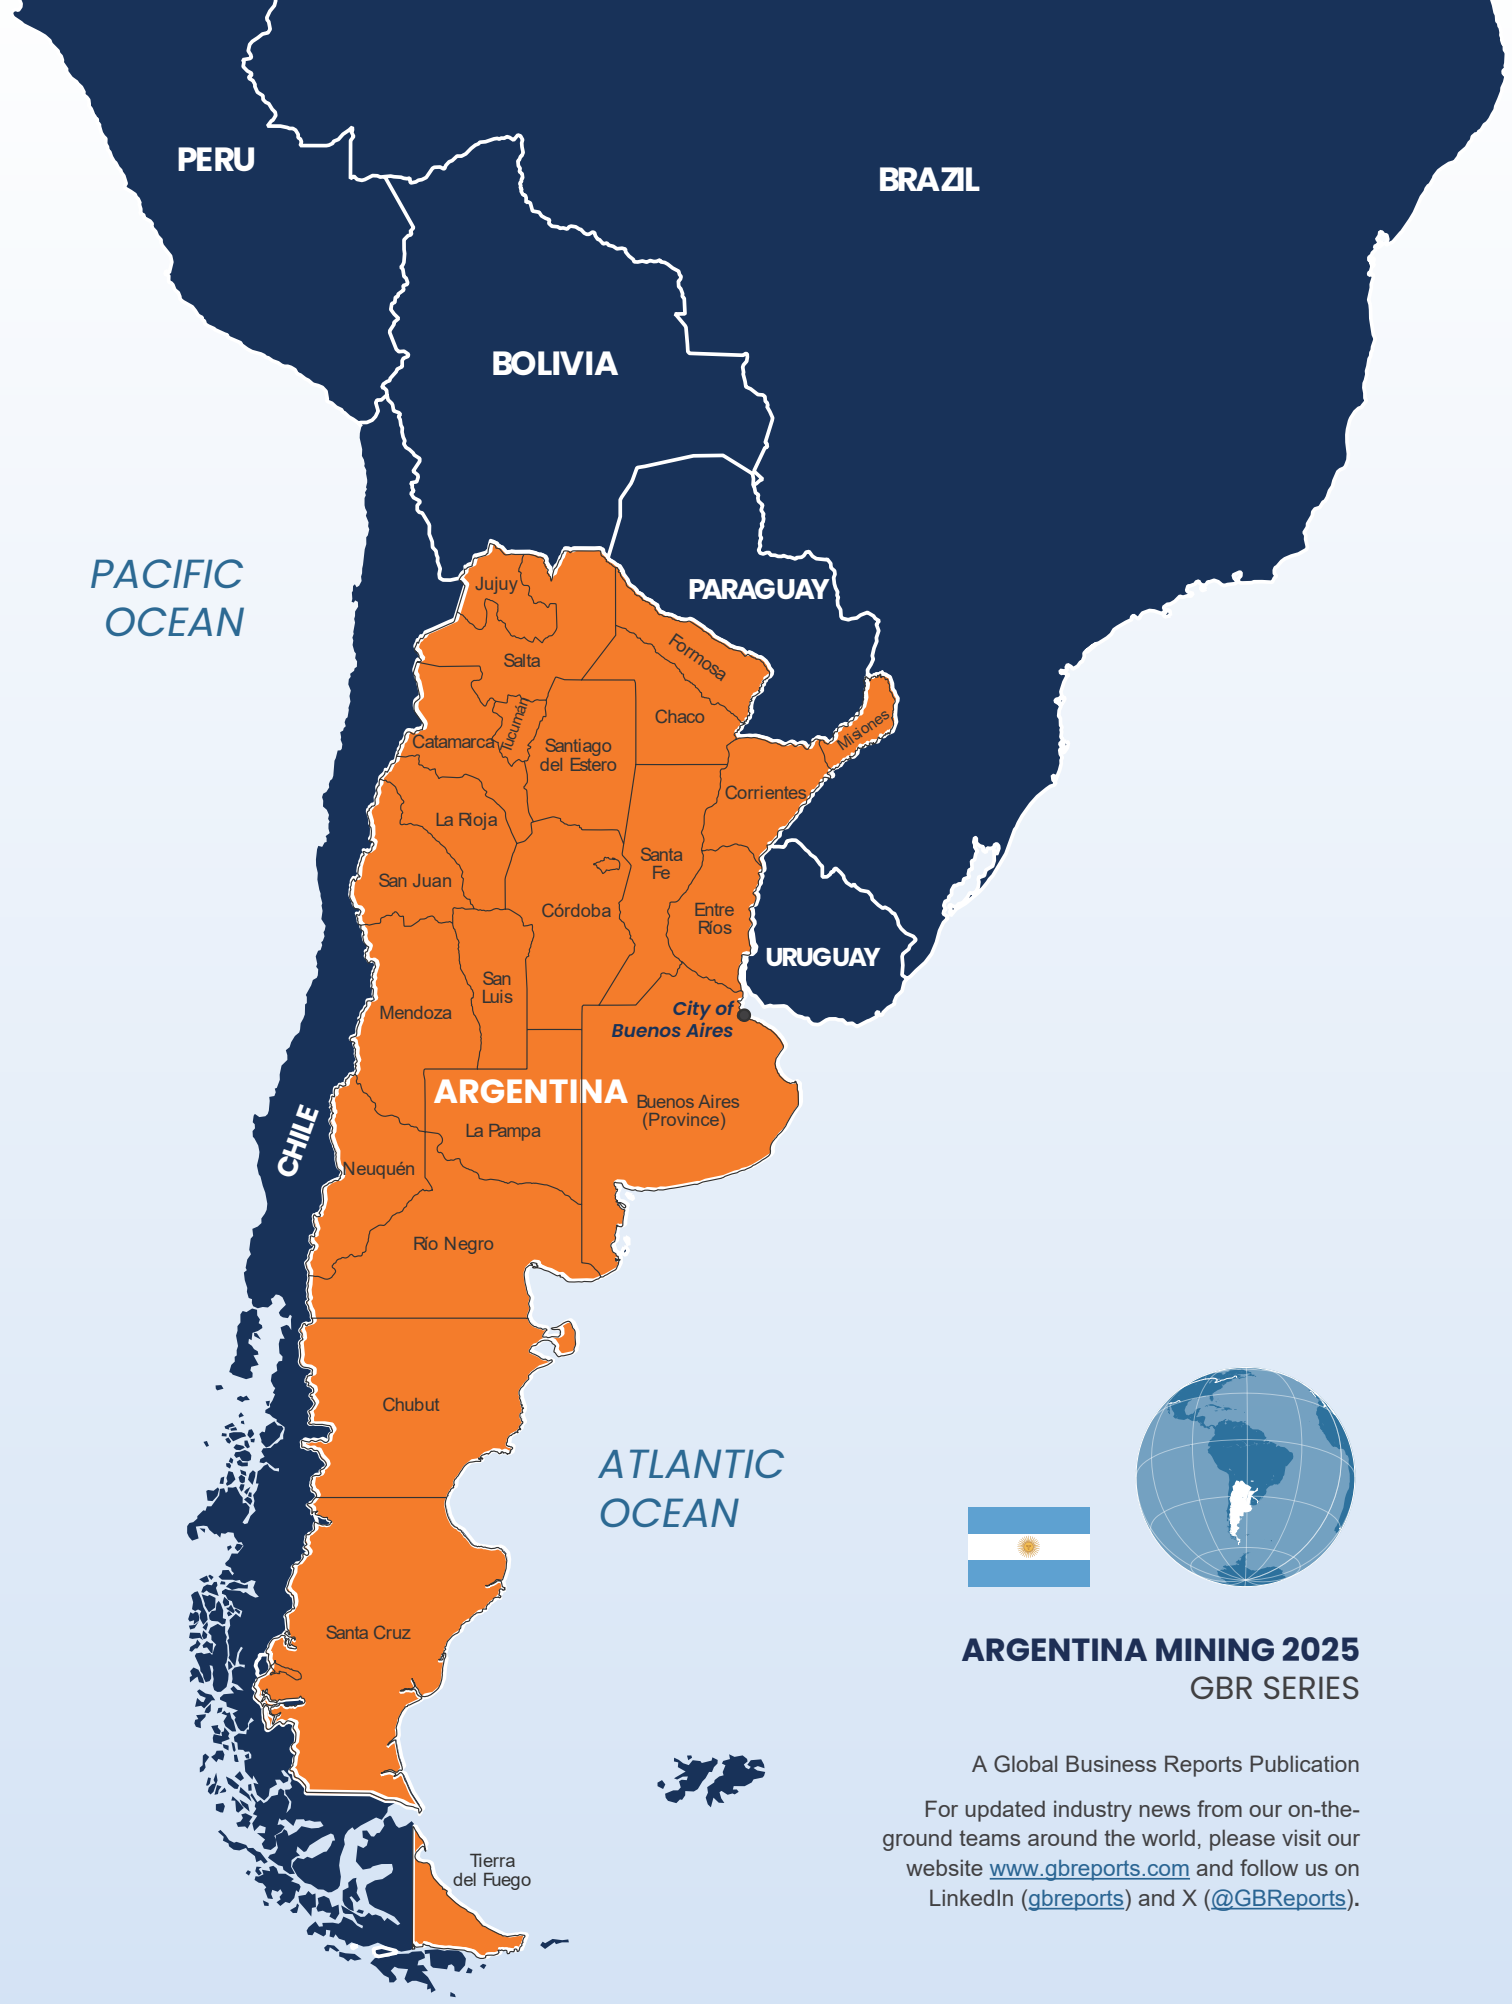 PERU
BRAZIL
BOLIVIA
PACIFIC
OCEAN
PARAGUAY
Jujuy
Formosa
Salta
Chaco
Misiones
Tucumán
Catamarca
Santiago
del Estero
Corrientes
La Rioja
Santa
Fe
San Juan
Córdoba
Entre
Ríos
URUGUAY
San
Luis
Mendoza
City of
Buenos Aires
ARGENTINA
Buenos Aires
(Province)
La Pampa
CHILE
Neuquén
Río Negro
Chubut
ATLANTIC
OCEAN
Santa Cruz
Tierra
del Fuego
ARGENTINA MINING 2025
GBR SERIES
A Global Business Reports Publication
For updated industry news from our on-the-
ground teams around the world, please visit our
website www.gbreports.com and follow us on
LinkedIn (gbreports) and X (@GBReports).